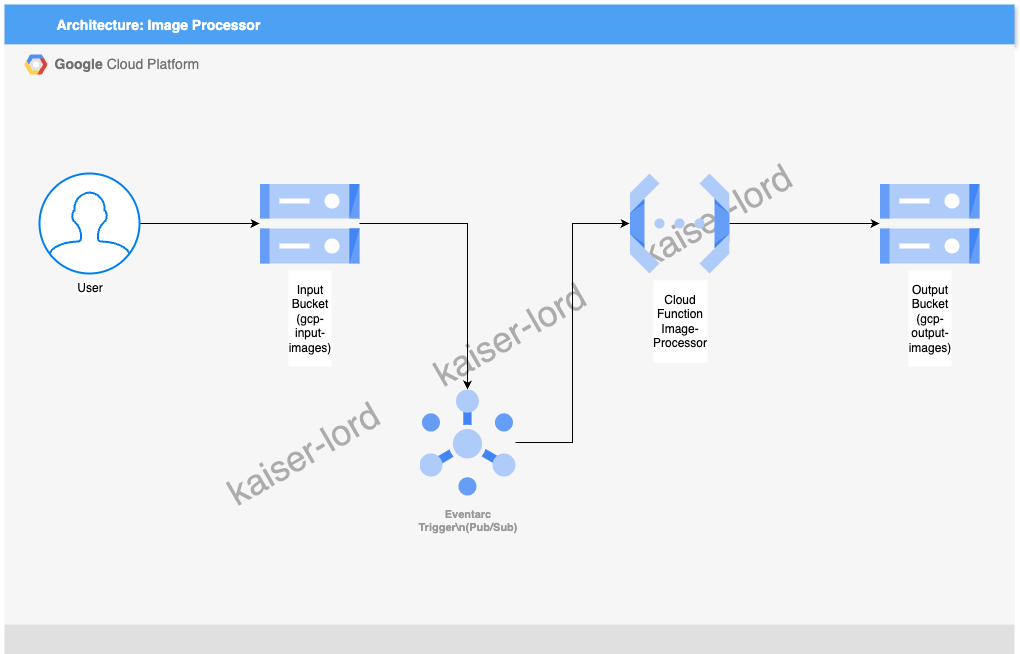 Architecture: Image Processor
Google Cloud Platform
User
Input
Bucket
(gcp-
input-
images)
Eventarc
Trigger\n(Pub/Sub)
Cloud
Function
Image-
Processor
Output
Bucket
(gcp-
output-
images)
kaiser-lord
kaiser-lord
kaiser-lord